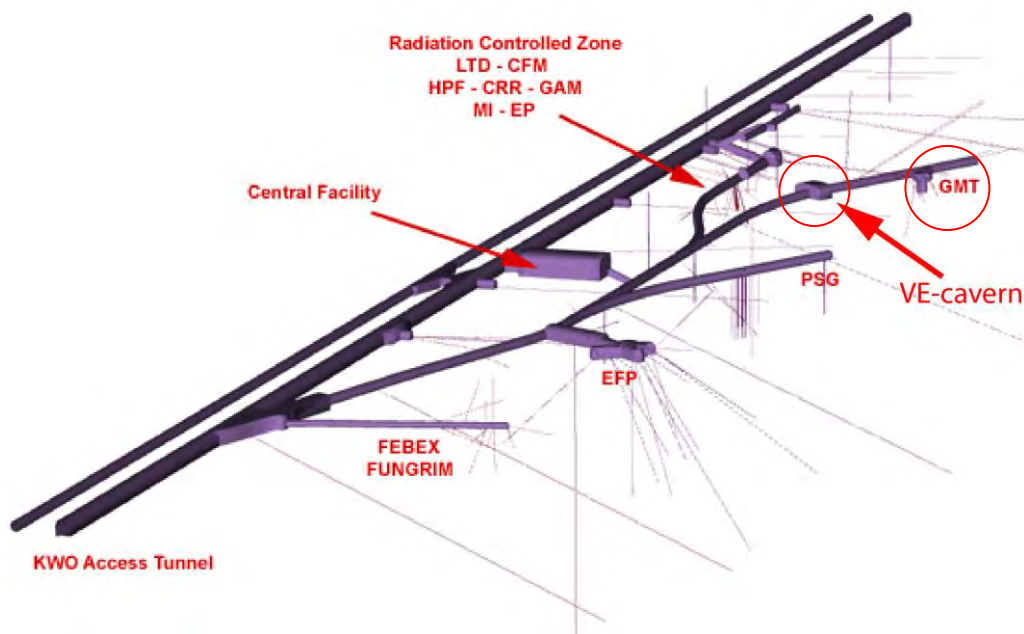 Radiation Controlled Zone
LTD - CFM
HPF - CRR - GAM
MI - EP
Central Facility
GMT
PSG
VE-cavern
EFP
FEBEX
FUNGRIM
KWO Access Tunnel